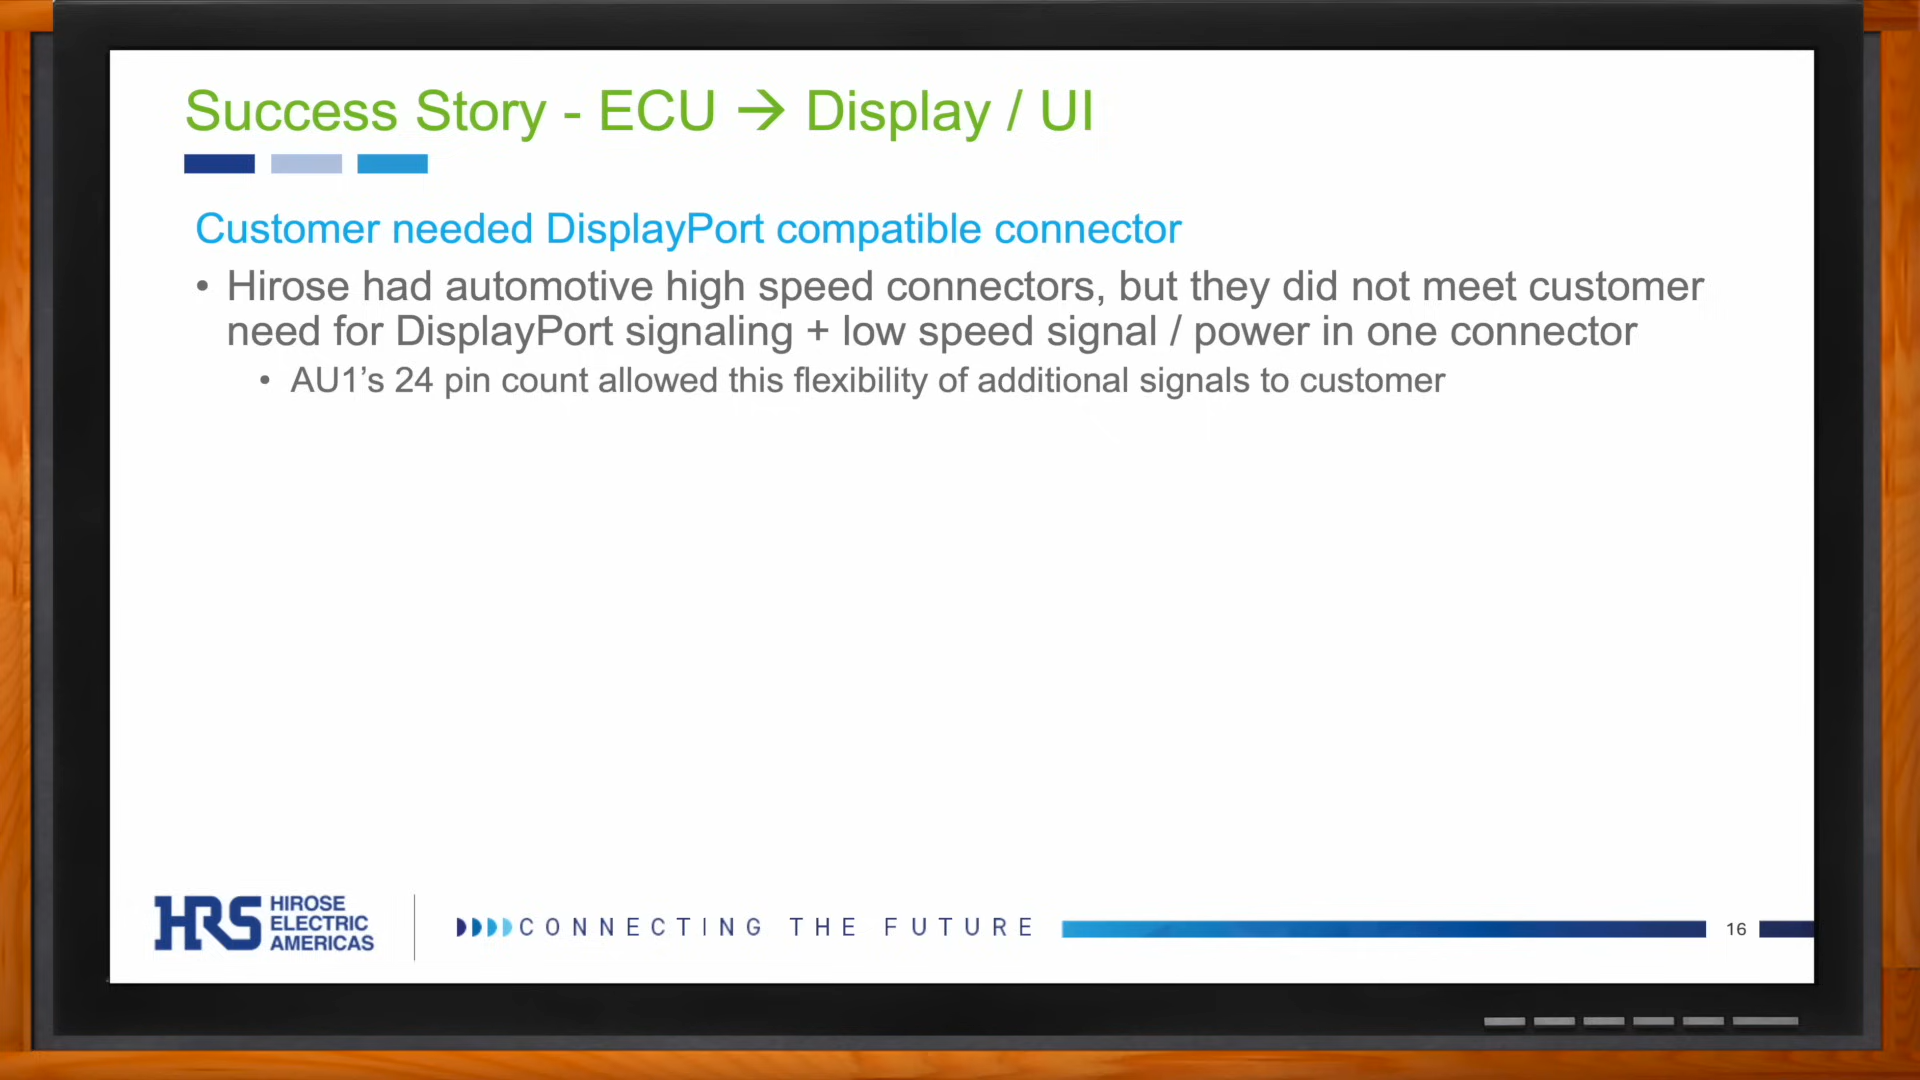 Success Story - ECU → Display / UI
Customer needed DisplayPort compatible connector
• Hirose had automotive high speed connectors, but they did not meet customer
need for DisplayPort signaling + low speed signal / power in one connector
• AU1’s 24 pin count allowed this flexibility of additional signals to customer
HRS
HIROSE
ELECTRIC
AMERICAS
CONNECTING THE FUTURE
16